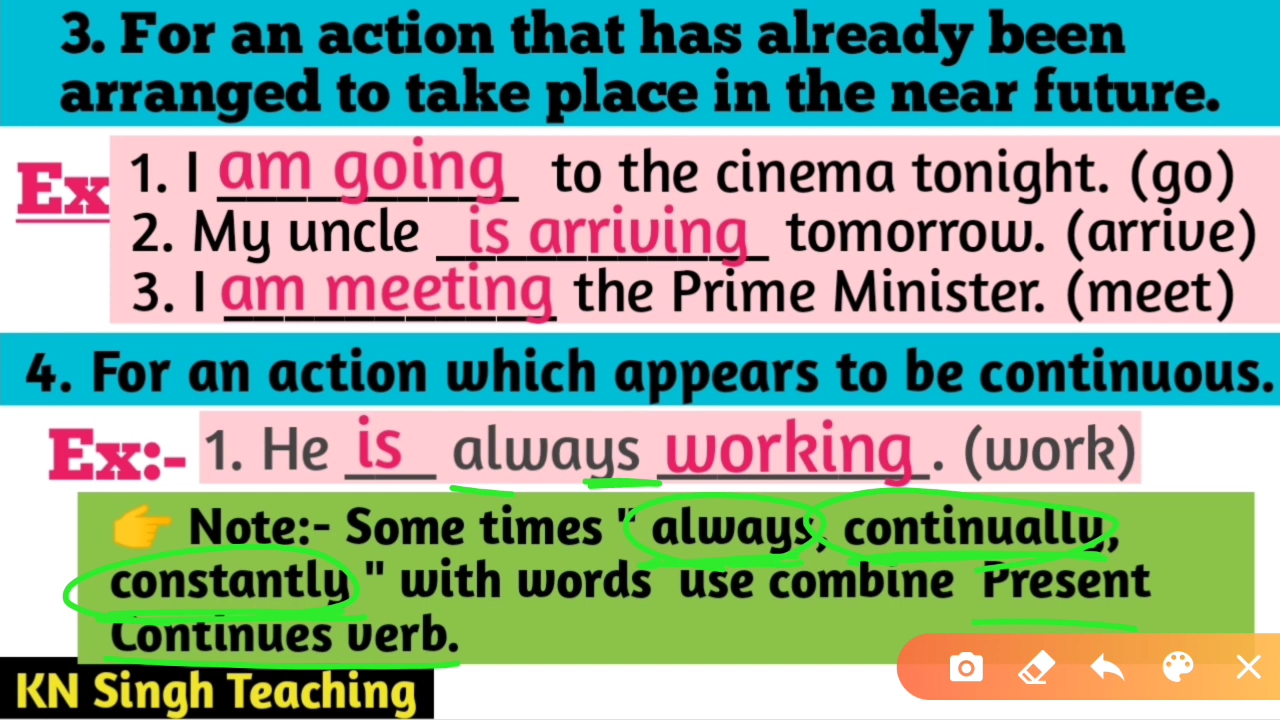 3. For an action that has already been
arranged to take place in the near future.
Ex
1. I am going to the cinema tonight. (go)
2. My uncle is arriving tomorrow. (arrive)
3. I am meeting the Prime Minister. (meet)
4. For an action which appears to be continuous.
Ex:- 1. He is always working. (work)
👉 Note:- Some times " always, continually,
constantly " with words use combine Present
Continues verb.
KN Singh Teaching